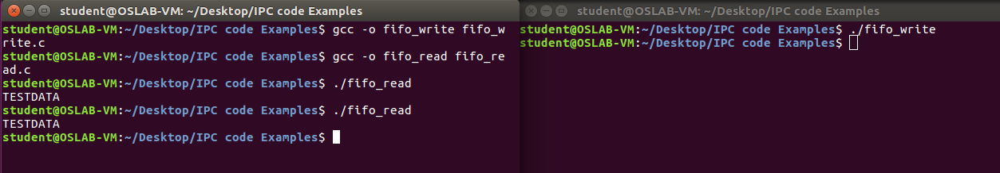 student@OSLAB-VM: ~/Desktop/IPC code Examples
student@OSLAB-VM:~/Desktop/IPC code Examples$ gcc -o fifo_write fifo_w
rite.c
student@OSLAB-VM:~/Desktop/IPC code Examples$ gcc -o fifo_read fifo_re
ad.c
student@OSLAB-VM:~/Desktop/IPC code Examples$ ./fifo_read
TESTDATA
student@OSLAB-VM:~/Desktop/IPC code Examples$ ./fifo_read
TESTDATA
student@OSLAB-VM:~/Desktop/IPC code Examples$
student@OSLAB-VM: ~/Desktop/IPC code Examples
student@OSLAB-VM:~/Desktop/IPC code Examples$ ./fifo_write
student@OSLAB-VM:~/Desktop/IPC code Examples$